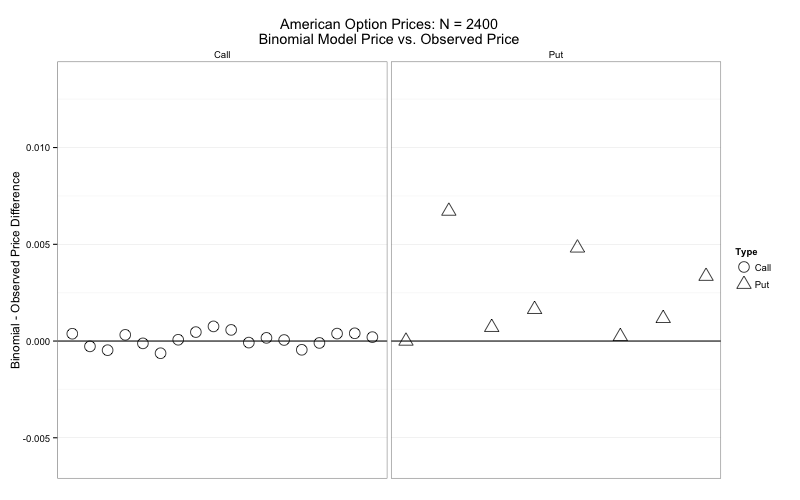 American Option Prices: N = 2400
Binomial Model Price vs. Observed Price
Call
Put
Binomial - Observed Price Difference
0.010
0.005
0.000
-0.005
Type
Call
Put